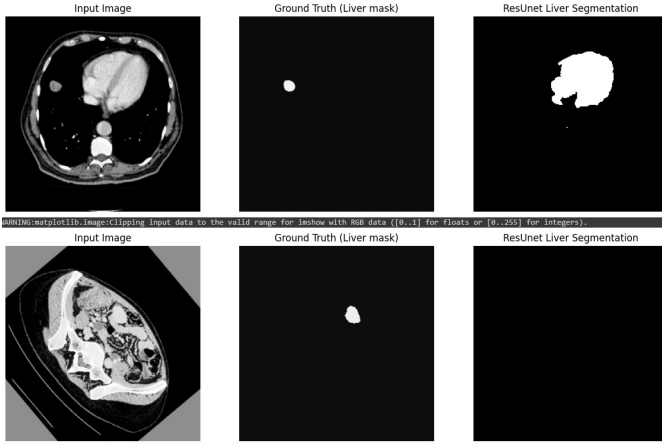 Input Image
Ground Truth (Liver mask)
ResUnet Liver Segmentation
WARNING:matplotlib.image:Clipping input data to the valid range for imshow with RGB data ([0..1] for floats or [0..255] for integers).
Input Image
Ground Truth (Liver mask)
ResUnet Liver Segmentation